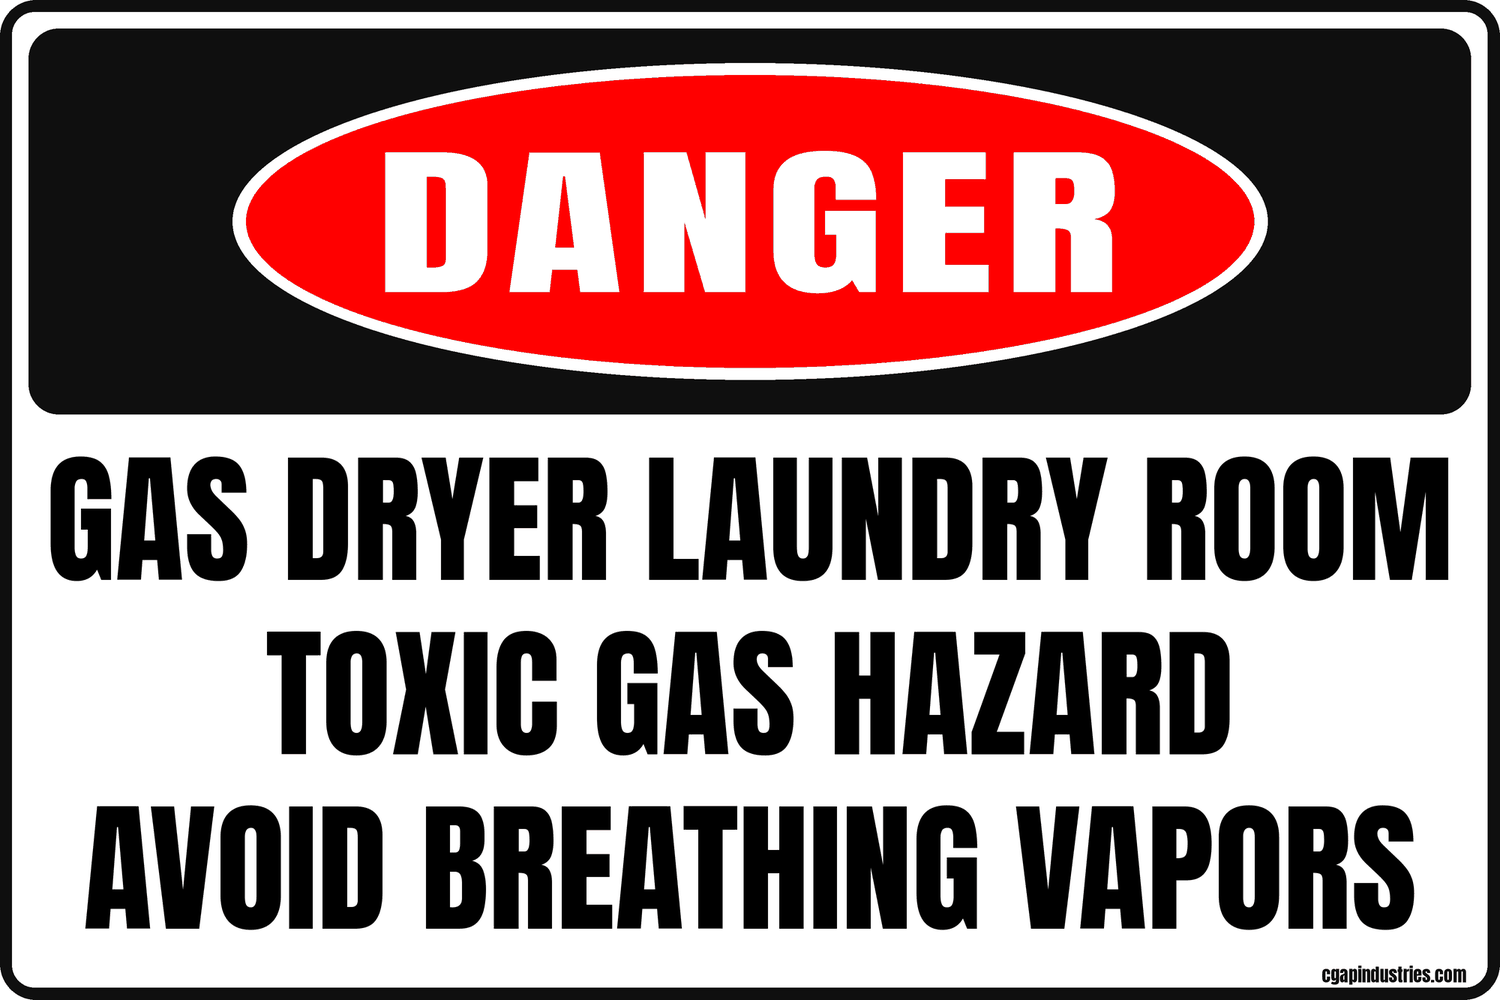 DANGER
GAS DRYER LAUNDRY ROOM
TOXIC GAS HAZARD
AVOID BREATHING VAPORS
cgapindustries.com